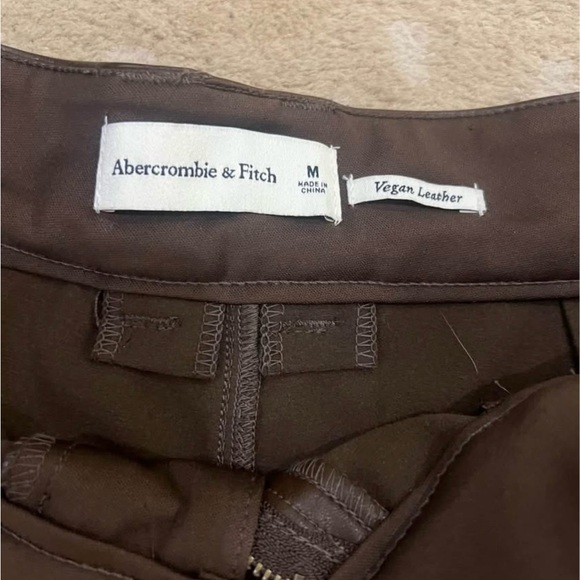 Abercrombie & Fitch
M
MADE IN
CHINA
Vegan Leather